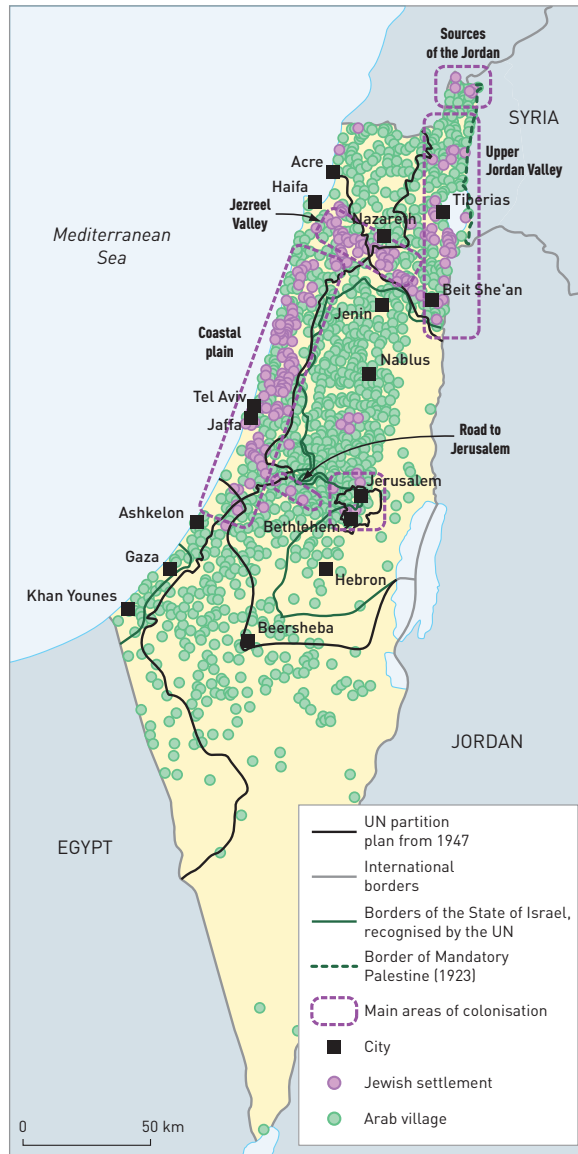 Sources
of the Jordan
SYRIA
Acre
Upper
Jordan Valley
Haifa
Jezreel
Valley
Tiberias
Nazareth
Mediterranean
Sea
Beit She'an
Jenin
Coastal
plain
Nablus
Tel Aviv
Jaffa
Road to
Jerusalem
Jerusalem
Ashkelon
Bethlehem
Gaza
Hebron
Khan Younes
Beersheba
JORDAN
EGYPT
UN partition
plan from 1947
International
borders
Borders of the State of Israel,
recognised by the UN
Border of Mandatory
Palestine (1923)
Main areas of colonisation
City
Jewish settlement
Arab village
0 50 km